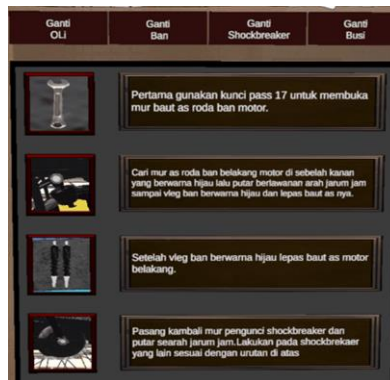 Ganti
OLi
Ganti
Ban
Ganti
Shockbreaker
Ganti
Busi
Pertama gunakan kunci pass 17 untuk membuka
mur baut as roda ban motor.
Cari mur as roda ban belakang motor di sebelah kanan
yang berwarna hijau lalu putar berlawanan arah jarum jam
sampai vleg ban berwarna hijau dan lepas baut as nya.
Setelah vleg ban berwarna hijau lepas baut as motor
belakang.
Pasang kambali mur pengunci shockbreaker dan
putar searah jarum jam.Lakukan pada shockbrekaer
yang lain sesuai dengan urutan di atas